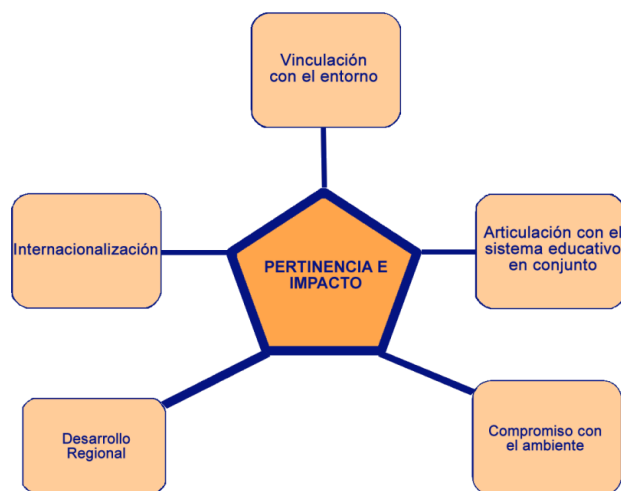 Vinculación
con el entorno
Internacionalización
PERTINENCIA E
IMPACTO
Articulación con el
sistema educativo
en conjunto
Desarrollo
Regional
Compromiso con
el ambiente